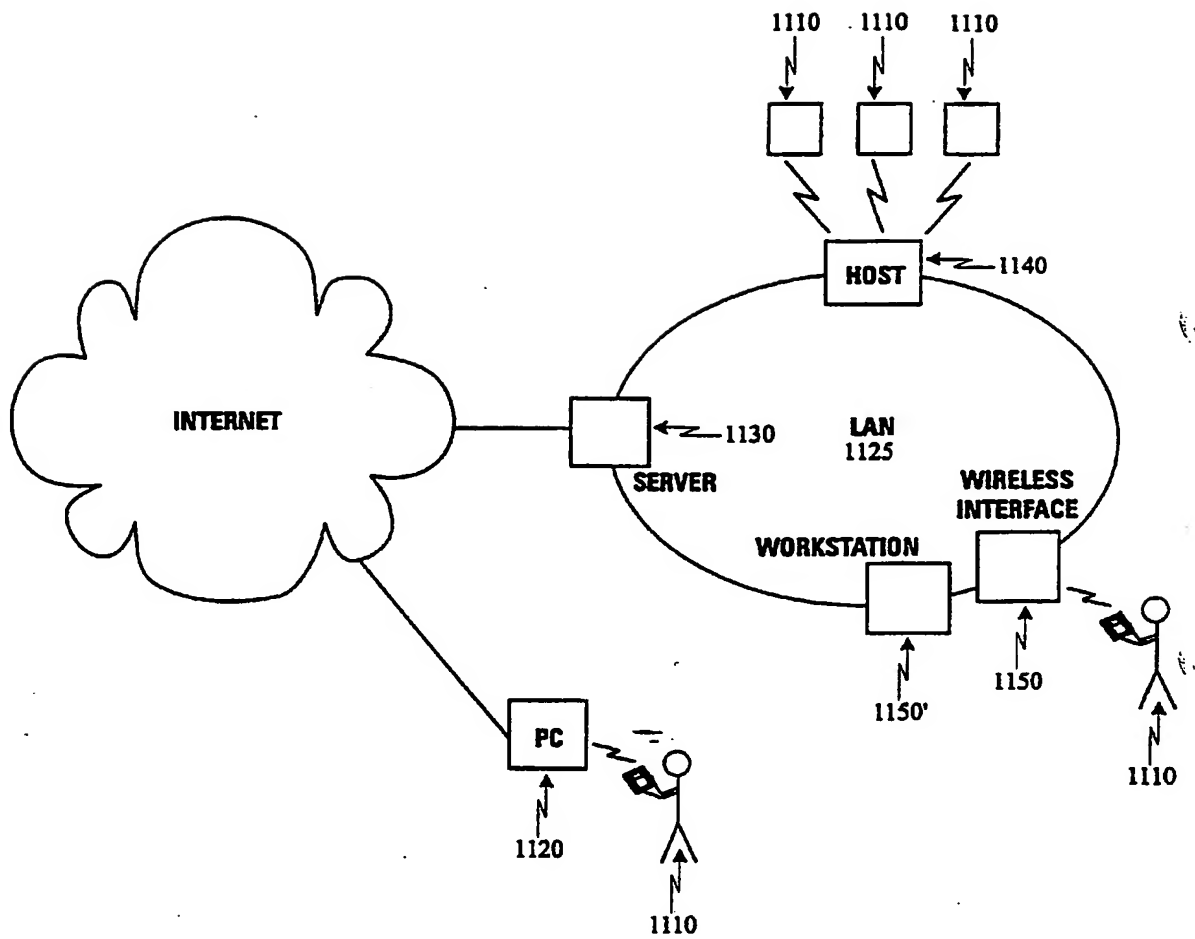 1110 1110 1110
HOST
1140
INTERNET
1130
SERVER
LAN
1125
WIRELESS
INTERFACE
WORKSTATION
1150
1150'
1110
PC
1120
1110